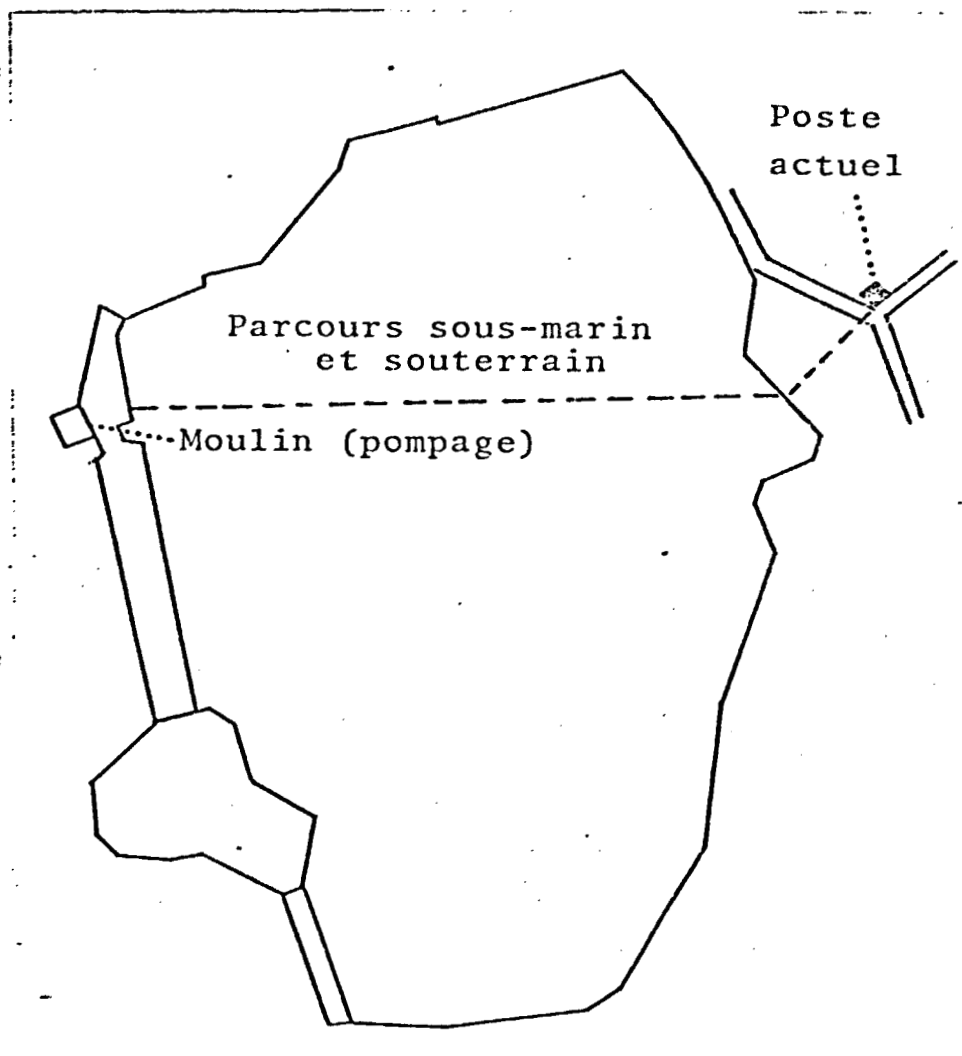 Poste
actuel
Parcours sous-marin
et souterrain
Moulin (pompage)